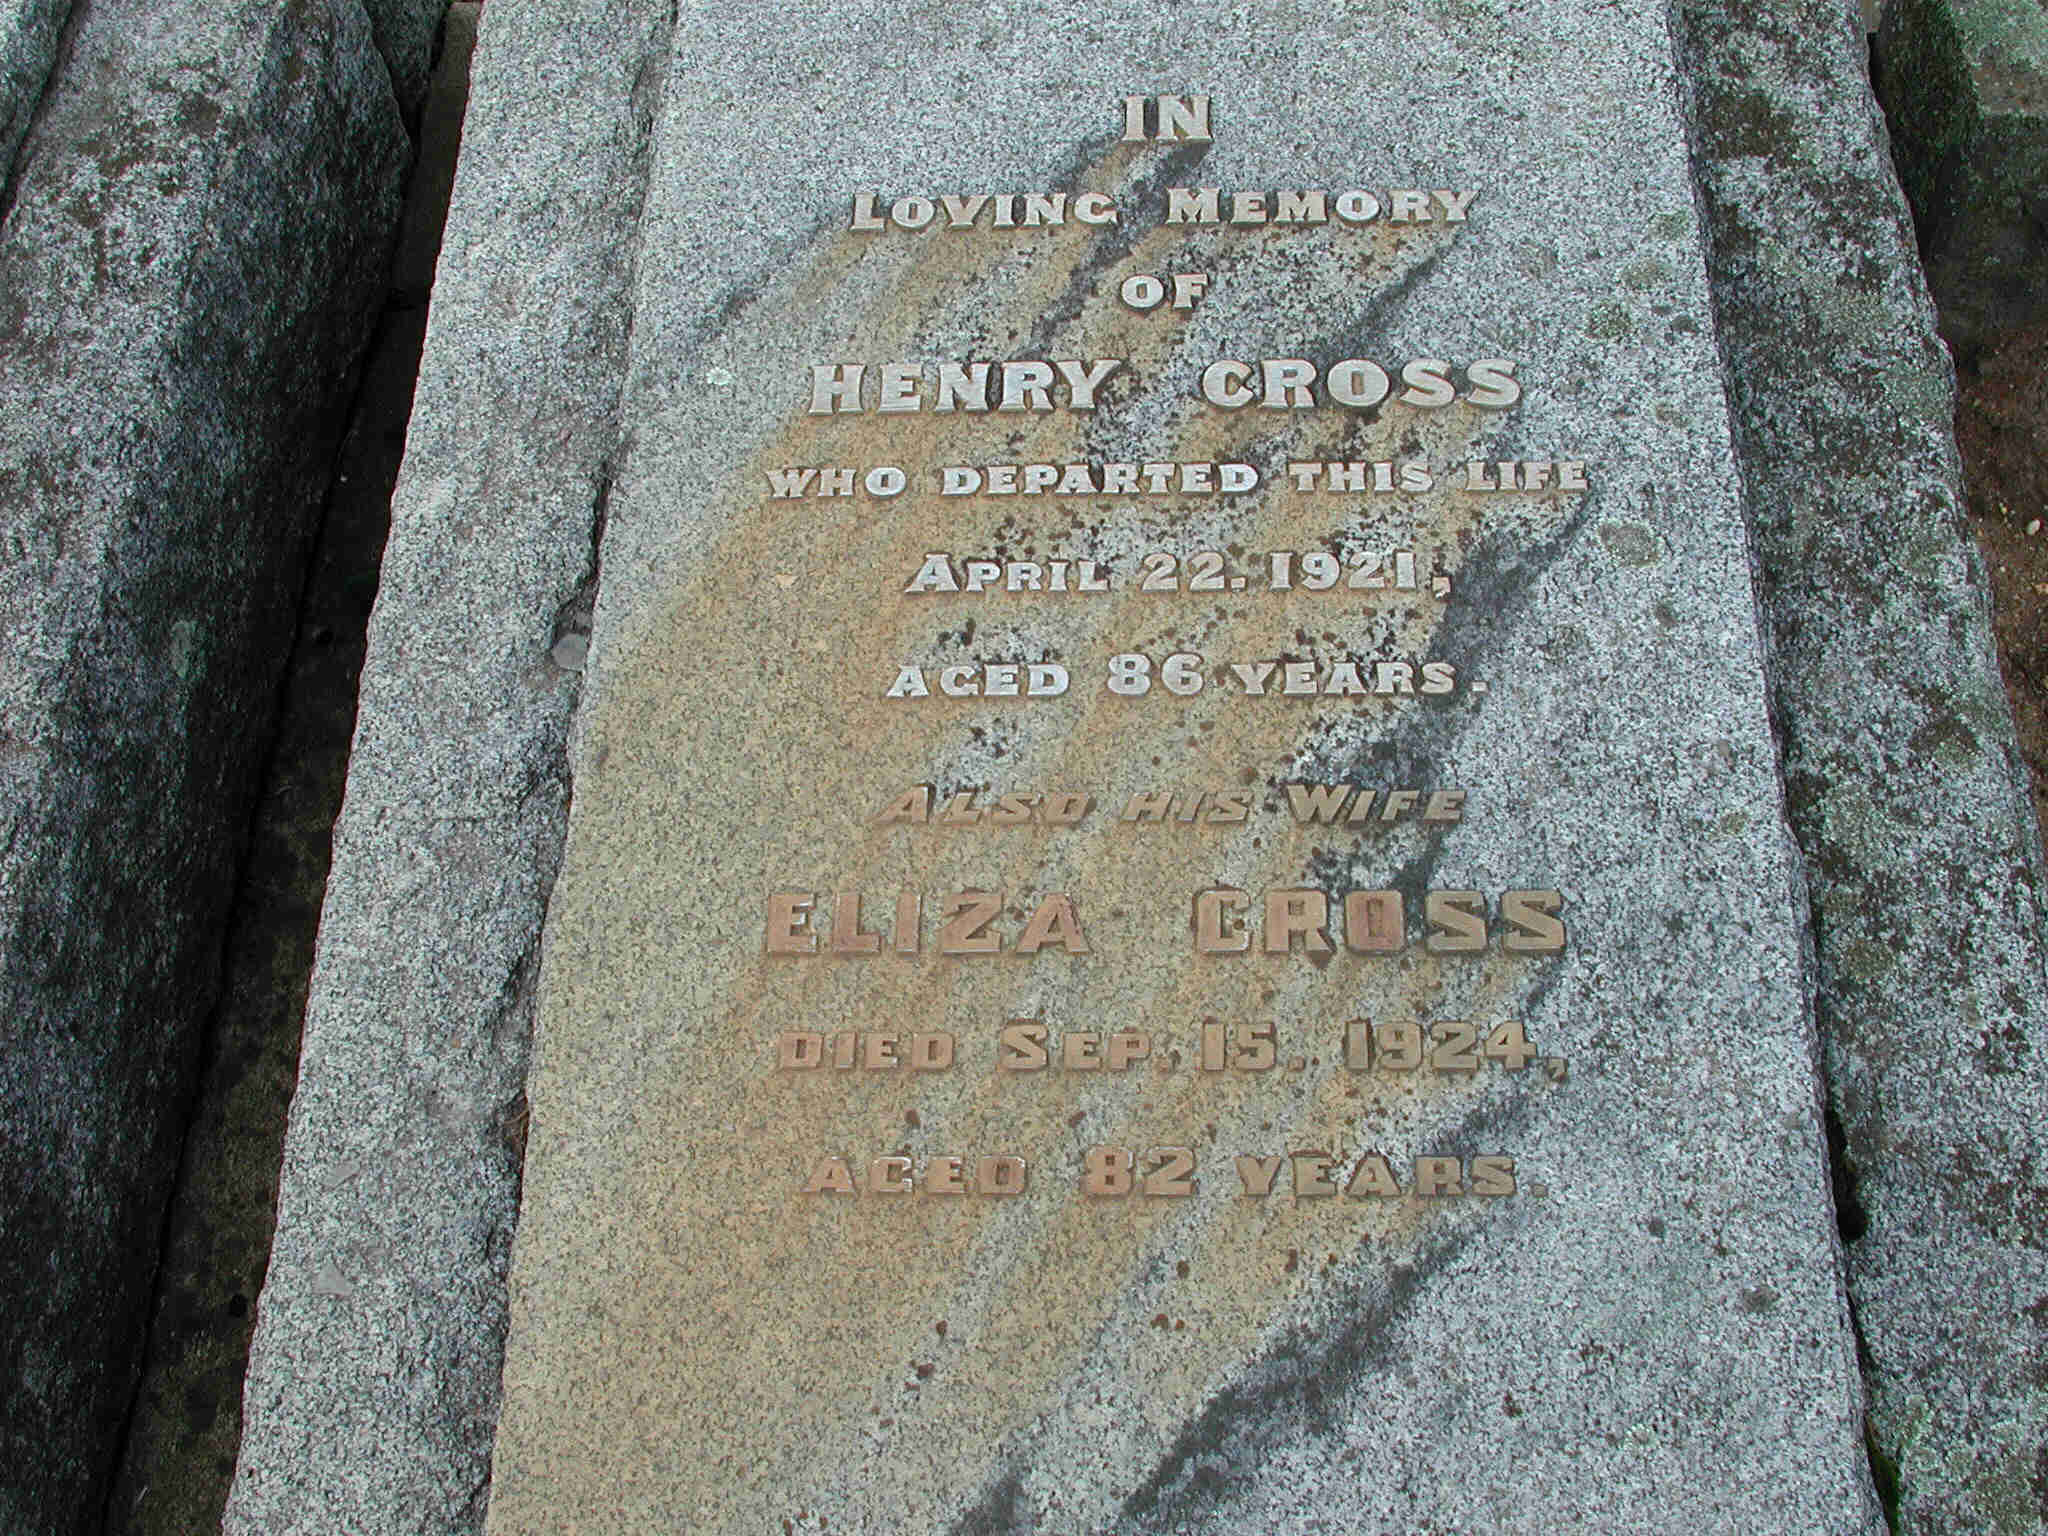 IN
LOVING MEMORY
OF
HENRY CROSS
WHO DEPARTED THIS LIFE
APRIL 22. 1921,
AGED 86 YEARS.
ALSO HIS WIFE
ELIZA CROSS
DIED SEP. 15. 1924,
AGED 82 YEARS.